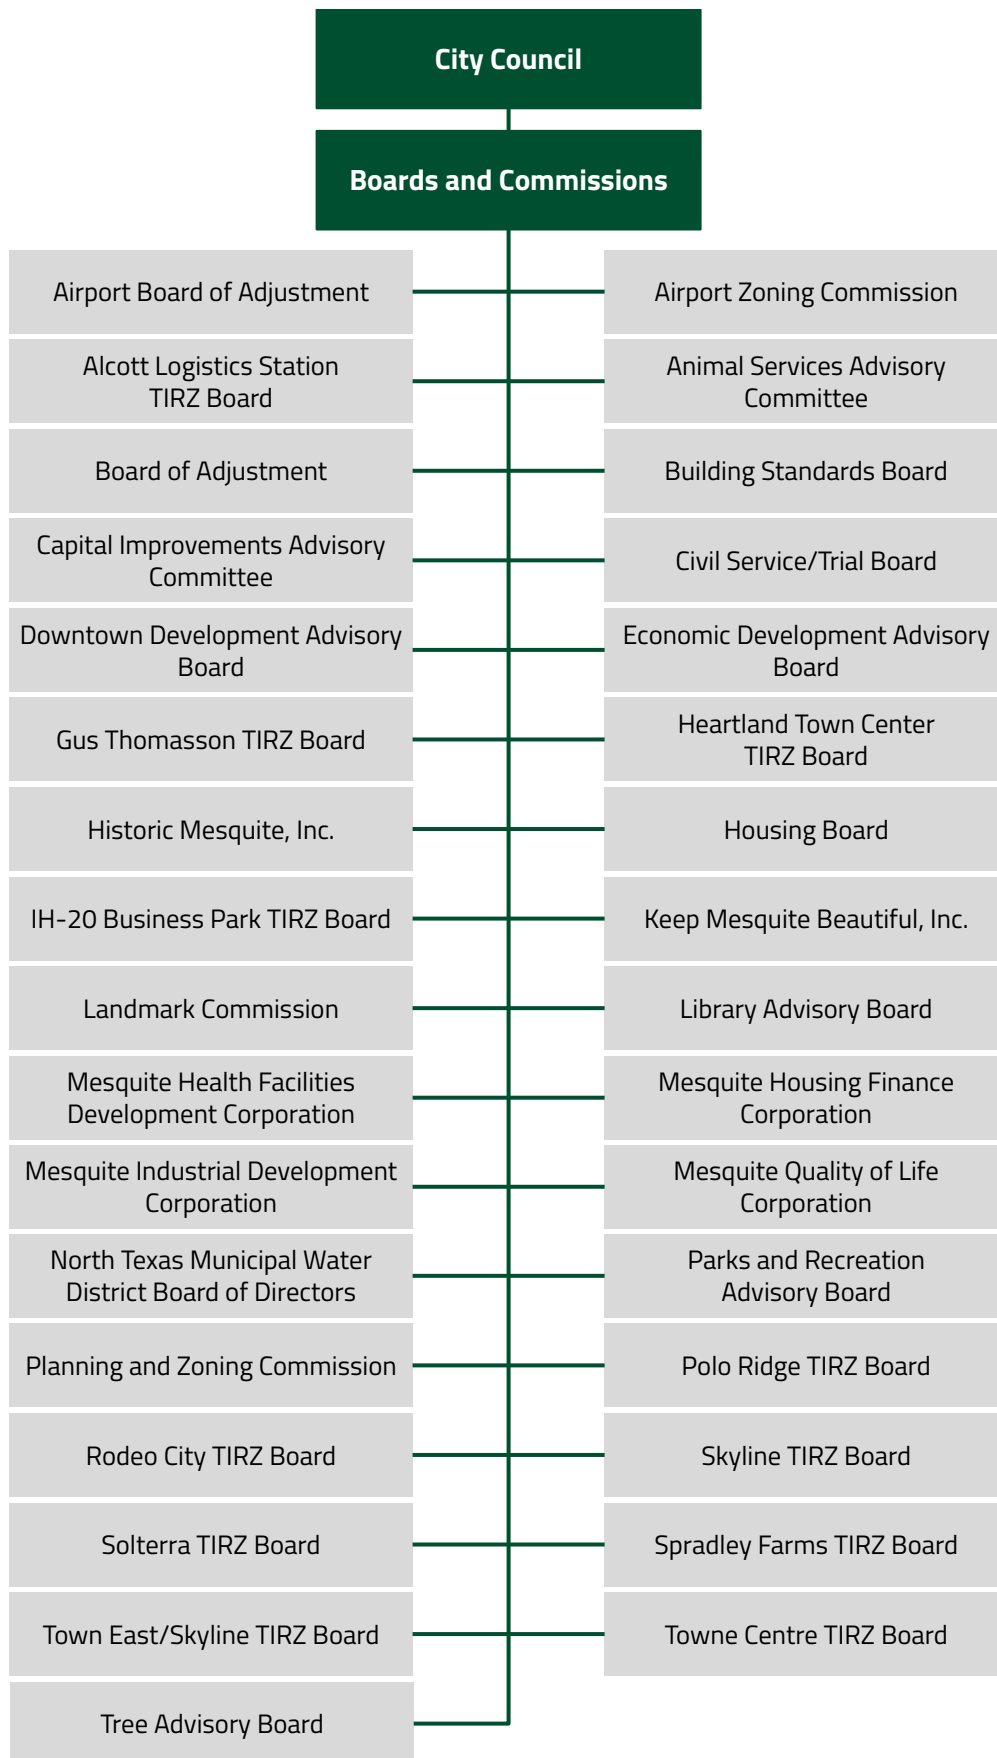 City Council
Boards and Commissions
Airport Board of Adjustment
Airport Zoning Commission
Alcott Logistics Station
TIRZ Board
Animal Services Advisory
Committee
Board of Adjustment
Building Standards Board
Capital Improvements Advisory
Committee
Civil Service/Trial Board
Downtown Development Advisory
Board
Economic Development Advisory
Board
Gus Thomasson TIRZ Board
Heartland Town Center
TIRZ Board
Historic Mesquite, Inc.
Housing Board
IH-20 Business Park TIRZ Board
Keep Mesquite Beautiful, Inc.
Landmark Commission
Library Advisory Board
Mesquite Health Facilities
Development Corporation
Mesquite Housing Finance
Corporation
Mesquite Industrial Development
Corporation
Mesquite Quality of Life
Corporation
North Texas Municipal Water
District Board of Directors
Parks and Recreation
Advisory Board
Planning and Zoning Commission
Polo Ridge TIRZ Board
Rodeo City TIRZ Board
Skyline TIRZ Board
Solterra TIRZ Board
Spradley Farms TIRZ Board
Town East/Skyline TIRZ Board
Towne Centre TIRZ Board
Tree Advisory Board